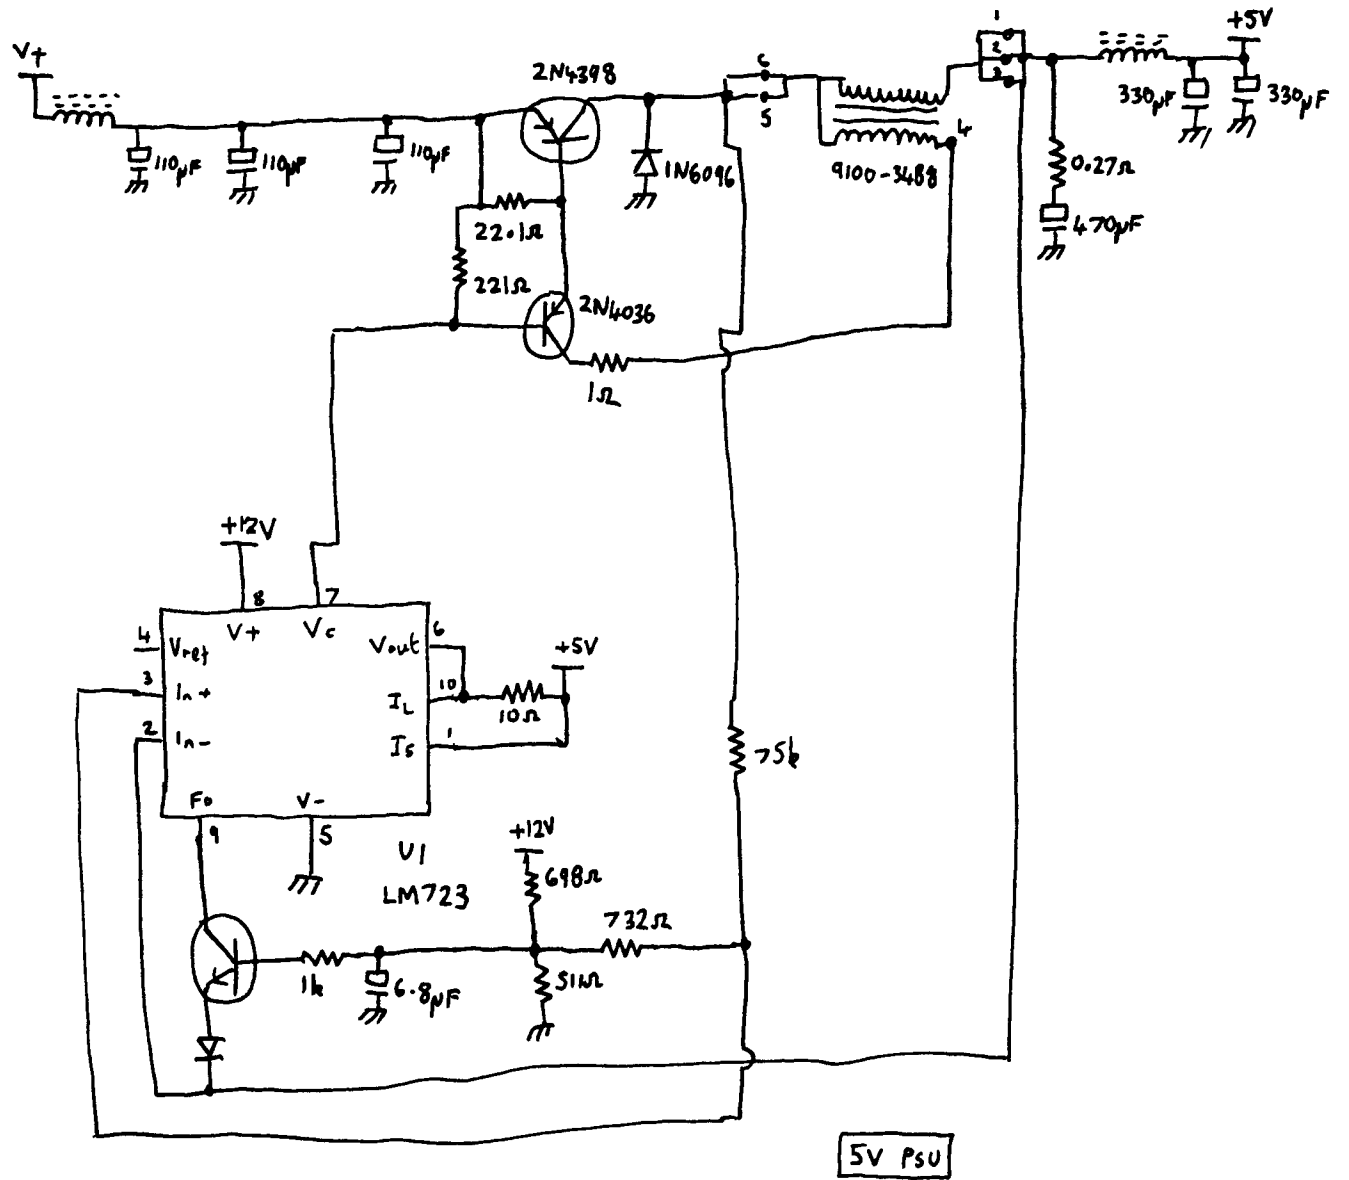 V+
110µF
110µF
110µF
2N4398
22.1Ω
221Ω
2N4036
1Ω
1N6096
6
5
9100-3488
4
1
2
3
0.27Ω
470µF
330µF
+5V
330µF
+12V
8
7
V+
Vc
4
Vref
3
In+
2
In-
Vout
6
IL
10
Is
1
10Ω
+5V
Fo
9
V-
5
U1
LM723
75k
+12V
698Ω
732Ω
1k
6.8µF
511Ω
5V PSU